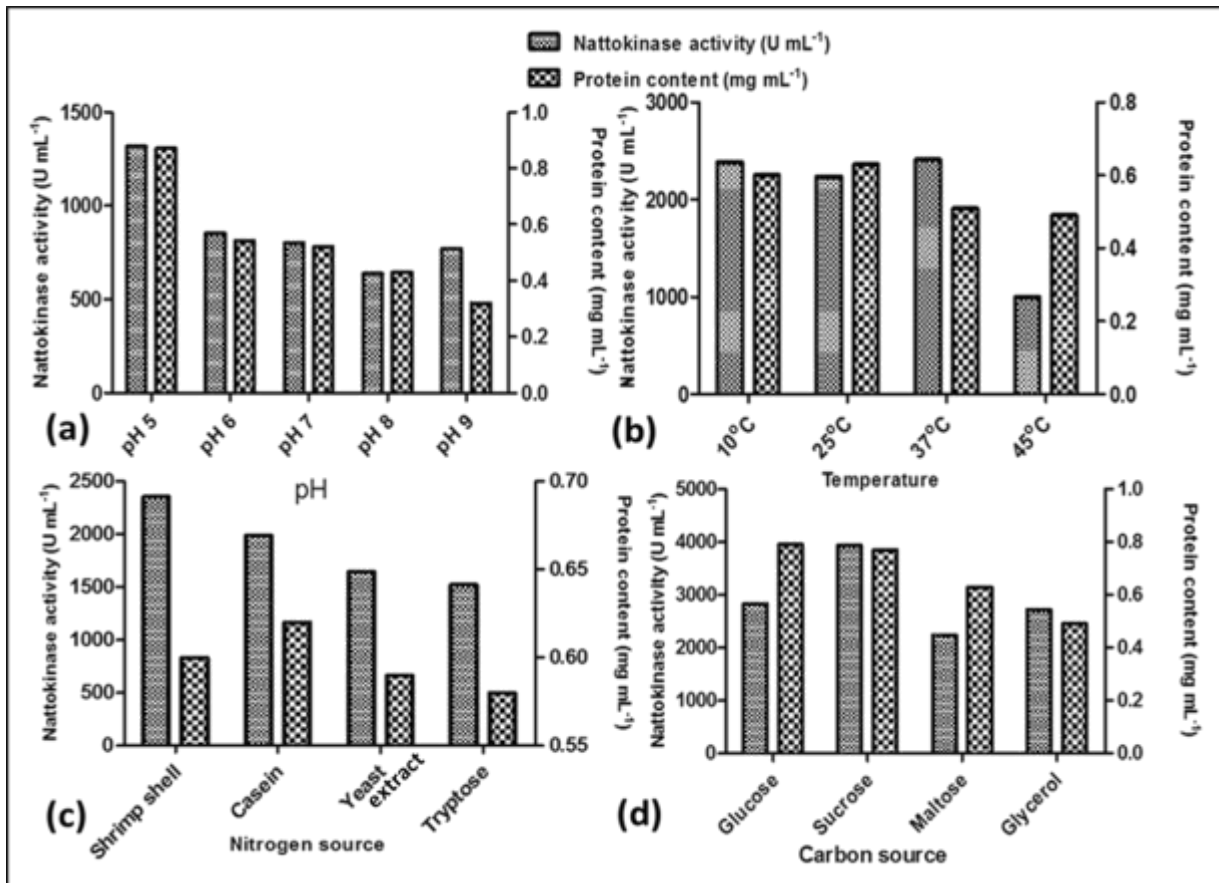 Nattokinase activity (U mL⁻¹)
Protein content (mg mL⁻¹)
Nattokinase activity (U mL⁻¹)
1500
1000
500
0
1.0
0.8
0.6
0.4
0.2
0.0
Protein content (mg mL⁻¹)
(a)
pH 5
pH 6
pH 7
pH 8
pH 9
pH
Nattokinase activity (U mL⁻¹)
3000
2000
1000
0
0.8
0.6
0.4
0.2
0.0
Protein content (mg mL⁻¹)
(b)
10°C
25°C
37°C
45°C
Temperature
Nattokinase activity (U mL⁻¹)
2500
2000
1500
1000
500
0
0.70
0.65
0.60
0.55
Protein content (mg mL⁻¹)
(c)
Shrimp shell
Casein
Yeast
extract
Tryptose
Nitrogen source
Nattokinase activity (U mL⁻¹)
5000
4000
3000
2000
1000
0
1.0
0.8
0.6
0.4
0.2
0.0
Protein content (mg mL⁻¹)
(d)
Glucose
Sucrose
Maltose
Glycerol
Carbon source